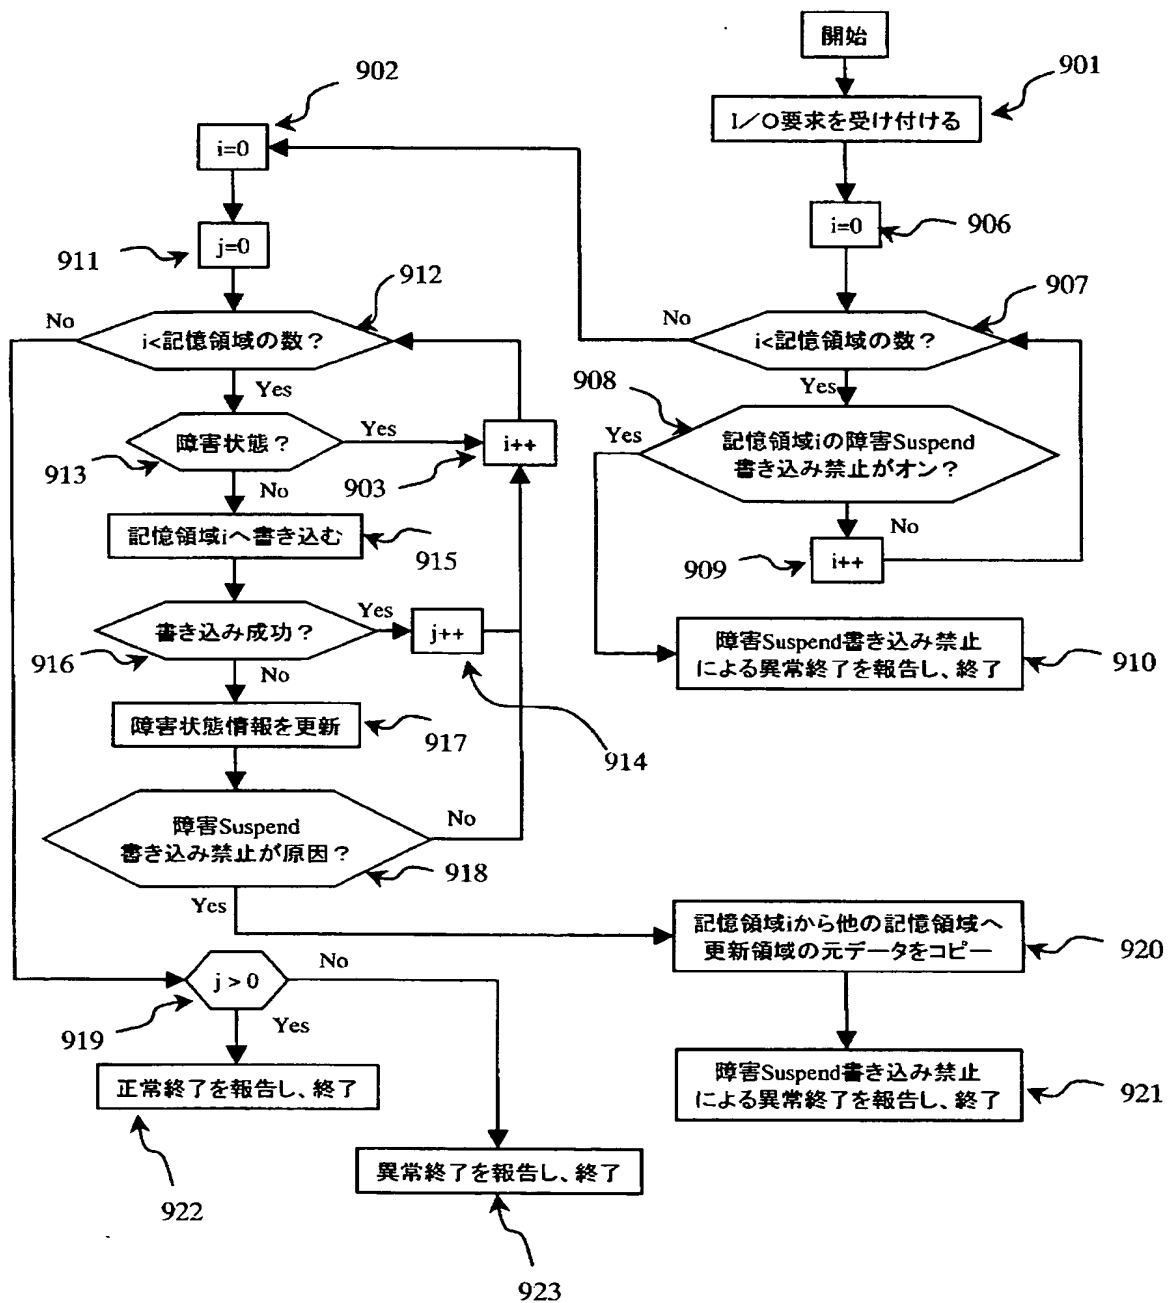 開始
901
I／O要求を受け付ける
i=0
906
907
i<記憶領域の数？
No
Yes
908
記憶領域iの障害Suspend
書き込み禁止がオン？
Yes
No
909
i++
障害Suspend書き込み禁止
による異常終了を報告し、終了
910
902
i=0
911
j=0
912
No
i<記憶領域の数？
Yes
913
障害状態？
Yes
No
i++
903
記憶領域iへ書き込む
915
書き込み成功？
916
Yes
No
j++
914
障害状態情報を更新
917
障害Suspend
書き込み禁止が原因？
No
918
Yes
記憶領域iから他の記憶領域へ
更新領域の元データをコピー
920
障害Suspend書き込み禁止
による異常終了を報告し、終了
921
j > 0
No
919
Yes
正常終了を報告し、終了
922
異常終了を報告し、終了
923